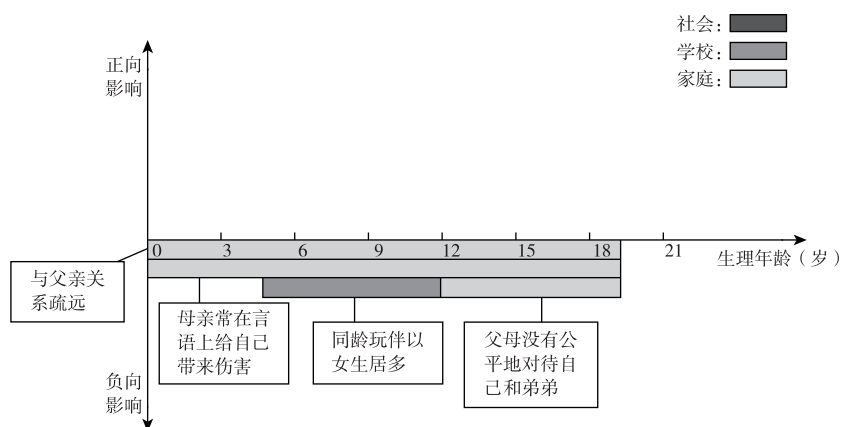 社会：
学校：
家庭：
正向
影响
0 3 6 9 12 15 18 21
生理年龄（岁）
与父亲关
系疏远
母亲常在言
语上给自己
带来伤害
同龄玩伴以
女生居多
父母没有公
平地对待自
己和弟弟
负向
影响